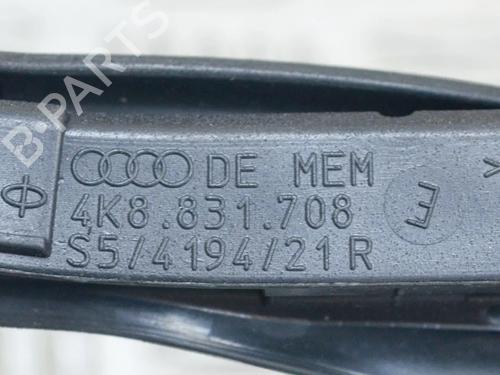 B-PARTS
DE MEM
4K8.831.708
S5/4194/21 R
E